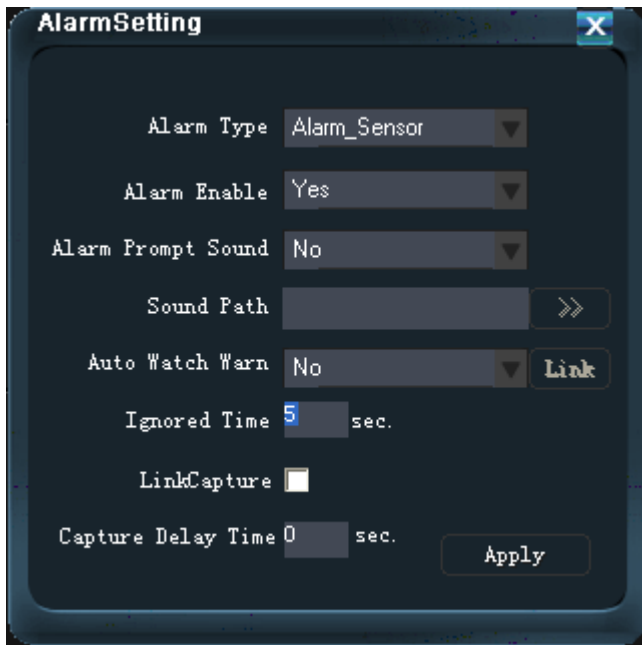 AlarmSetting X
Alarm Type Alarm_Sensor
Alarm Enable Yes
Alarm Prompt Sound No
Sound Path >>
Auto Watch Warn No Link
Ignored Time 5 sec.
LinkCapture
Capture Delay Time 0 sec.
Apply